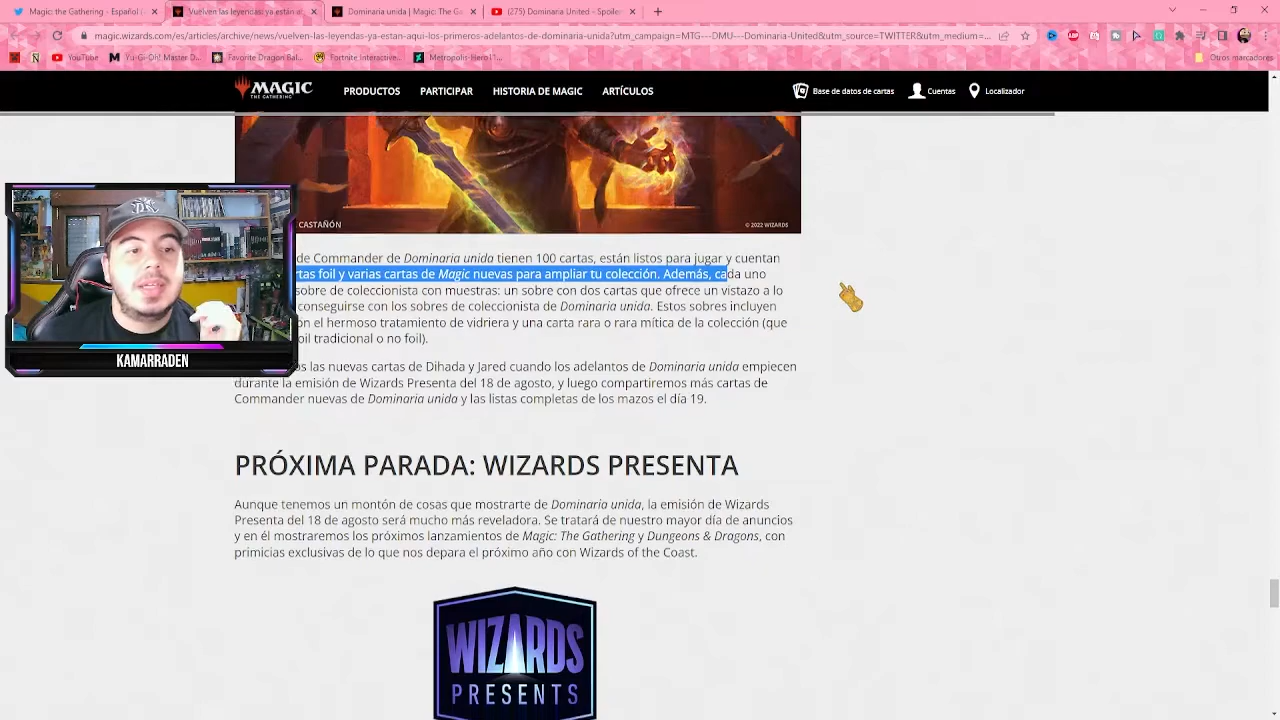 Magic: the Gathering - Español (
Vuelven las leyendas: ya están a
Dominaria unida | Magic: The Ga
(275) Dominaria United - Spoiler
magic.wizards.com/es/articles/archive/news/vuelven-las-leyendas-ya-estan-aqui-los-primeros-adelantos-de-dominaria-unida?utm_campaign=MTG---DMU---Dominaria-United&utm_source=TWITTER&utm_medium=...
YouTube
Yu-Gi-Oh! Master D...
Favorite Dragon Bal...
Fortnite Interactive...
Metropolis-Hero11...
Otros marcadores
MAGIC
THE GATHERING
PRODUCTOS
PARTICIPAR
HISTORIA DE MAGIC
ARTÍCULOS
Base de datos de cartas
Cuentas
Localizador
CASTAÑÓN
© 2022 WIZARDS
de Commander de Dominaria unida tienen 100 cartas, están listos para jugar y cuentan
rtas foil y varias cartas de Magic nuevas para ampliar tu colección. Además, cada uno
sobre de coleccionista con muestras: un sobre con dos cartas que ofrece un vistazo a lo
conseguirse con los sobres de coleccionista de Dominaria unida. Estos sobres incluyen
on el hermoso tratamiento de vidriera y una carta rara o rara mítica de la colección (que
oil tradicional o no foil).
KAMARRADEN
as las nuevas cartas de Dihada y Jared cuando los adelantos de Dominaria unida empiecen
durante la emisión de Wizards Presenta del 18 de agosto, y luego compartiremos más cartas de
Commander nuevas de Dominaria unida y las listas completas de los mazos el día 19.
PRÓXIMA PARADA: WIZARDS PRESENTA
Aunque tenemos un montón de cosas que mostrarte de Dominaria unida, la emisión de Wizards
Presenta del 18 de agosto será mucho más reveladora. Se tratará de nuestro mayor día de anuncios
y en él mostraremos los próximos lanzamientos de Magic: The Gathering y Dungeons & Dragons, con
primicias exclusivas de lo que nos depara el próximo año con Wizards of the Coast.
WIZARDS
PRESENTS